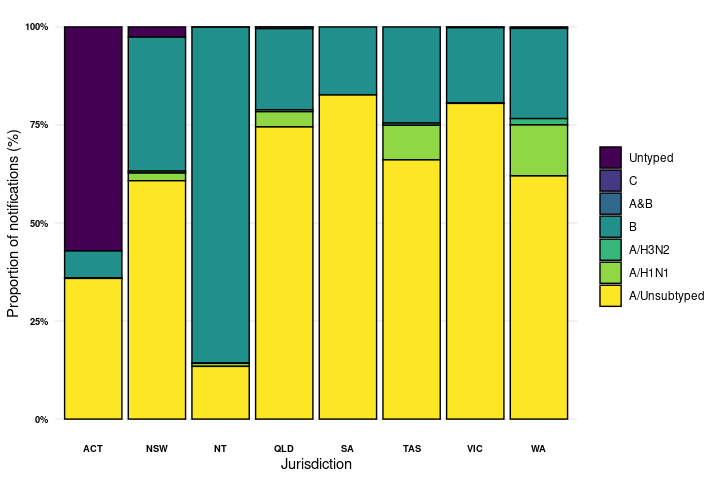 100%
75%
50%
25%
0%
Proportion of notifications (%)
ACT NSW NT QLD SA TAS VIC WA
Jurisdiction
Untyped
C
A&B
B
A/H3N2
A/H1N1
A/Unsubtyped